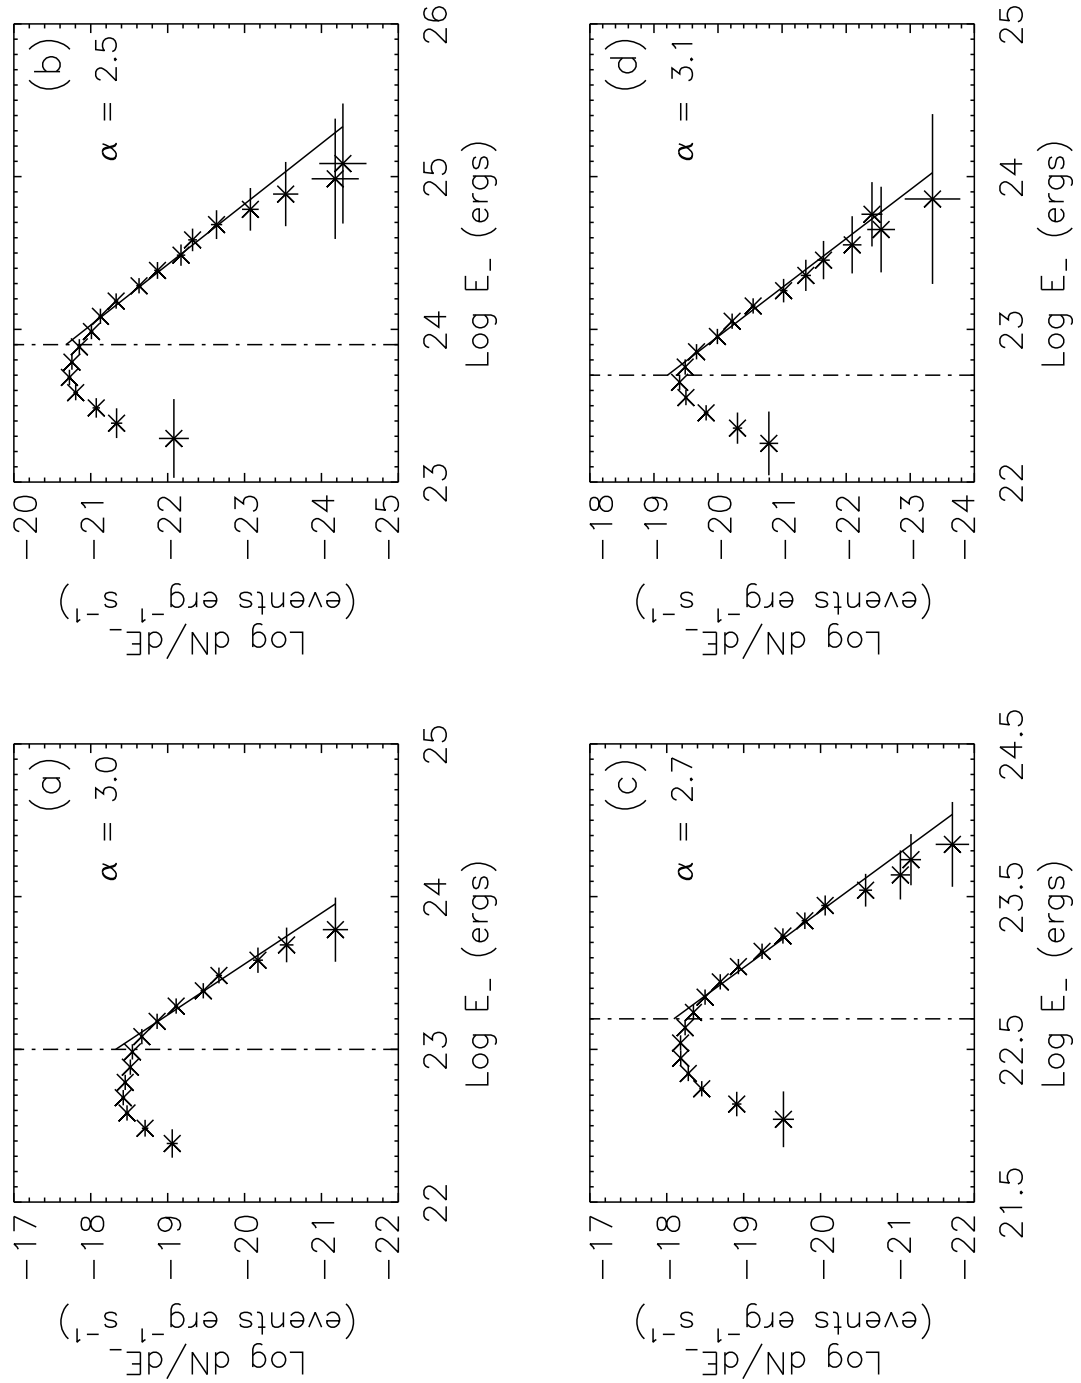 (a)
α = 3.0
−17
−18
−19
−20
−21
22
23
24
25
Log E_ (ergs)
Log dN/dE_
(events erg⁻¹ s⁻¹)
(b)
α = 2.5
−20
−21
−22
−23
−24
−25
23
24
25
26
Log E_ (ergs)
Log dN/dE_
(events erg⁻¹ s⁻¹)
(c)
α = 2.7
−17
−18
−19
−20
−21
−22
21.5
22.5
23.5
24.5
Log E_ (ergs)
Log dN/dE_
(events erg⁻¹ s⁻¹)
(d)
α = 3.1
−18
−19
−20
−21
−22
−23
−24
22
23
24
25
Log E_ (ergs)
Log dN/dE_
(events erg⁻¹ s⁻¹)